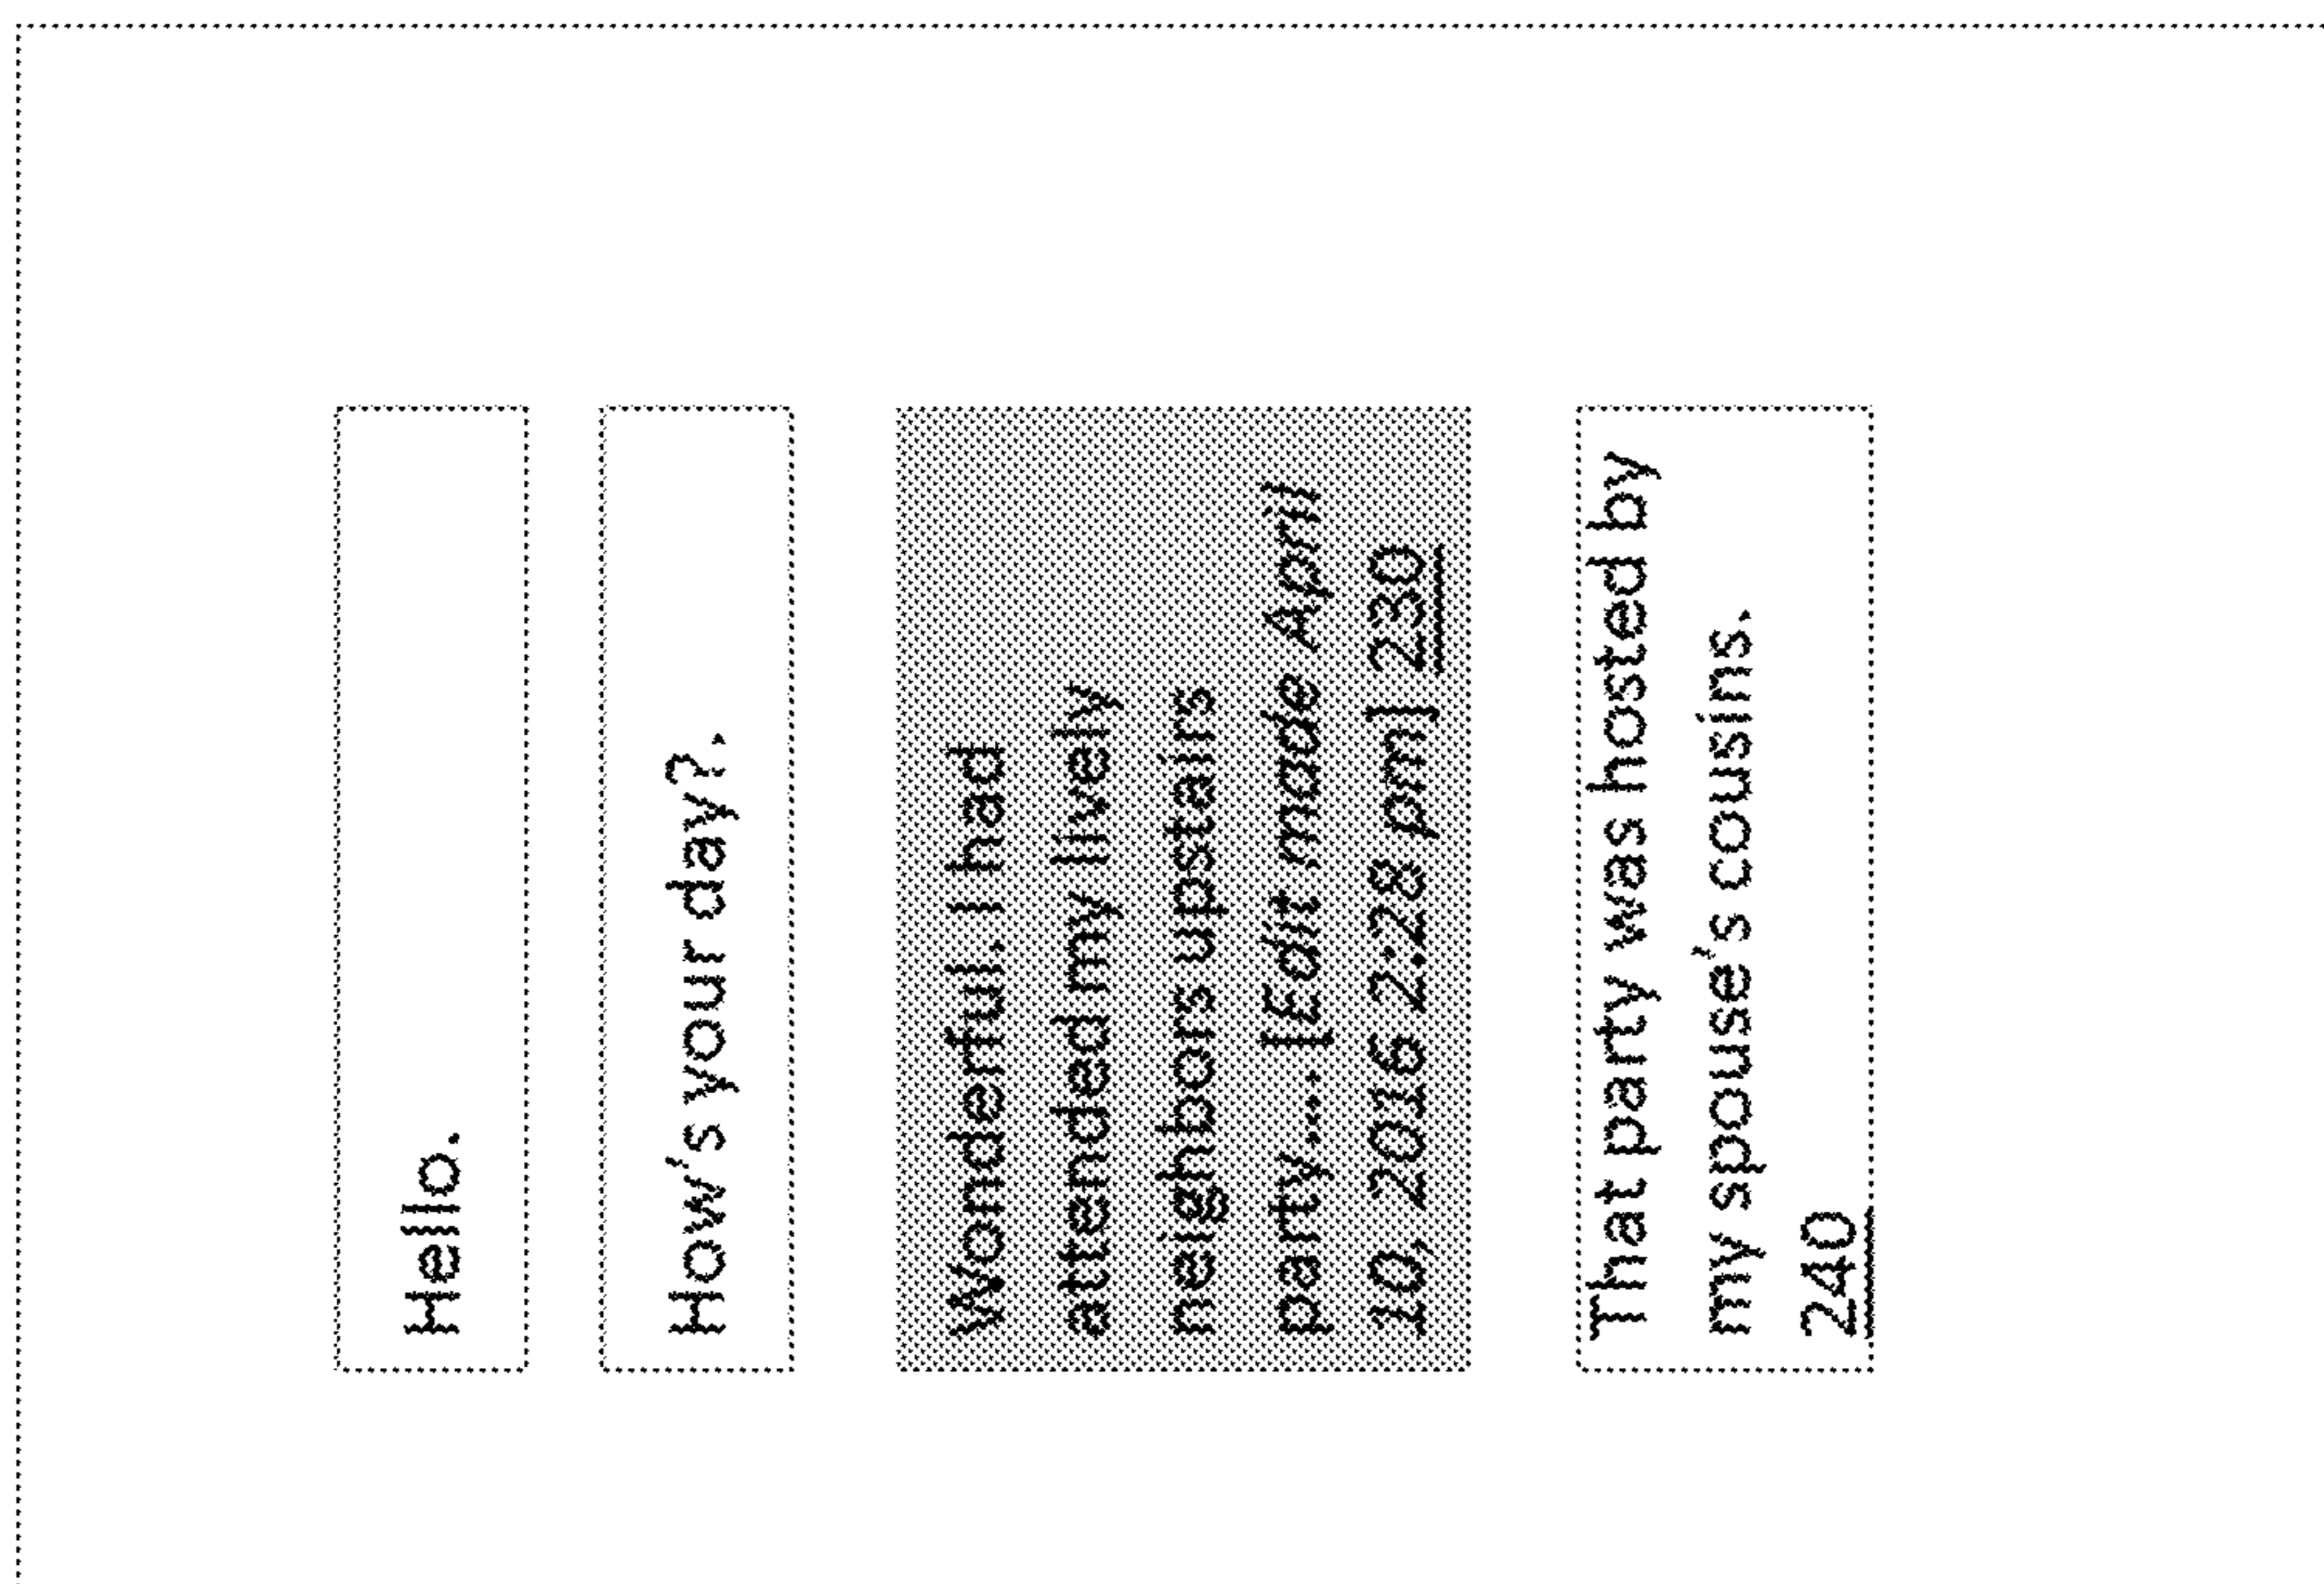 Hello.
How's your day?.
Wonderful. I had
attended my lively
neighbors upstairs
party.... [Edit made April
10, 2016 2:28 pm] 230
That party was hosted by
my spouse's cousins.
240